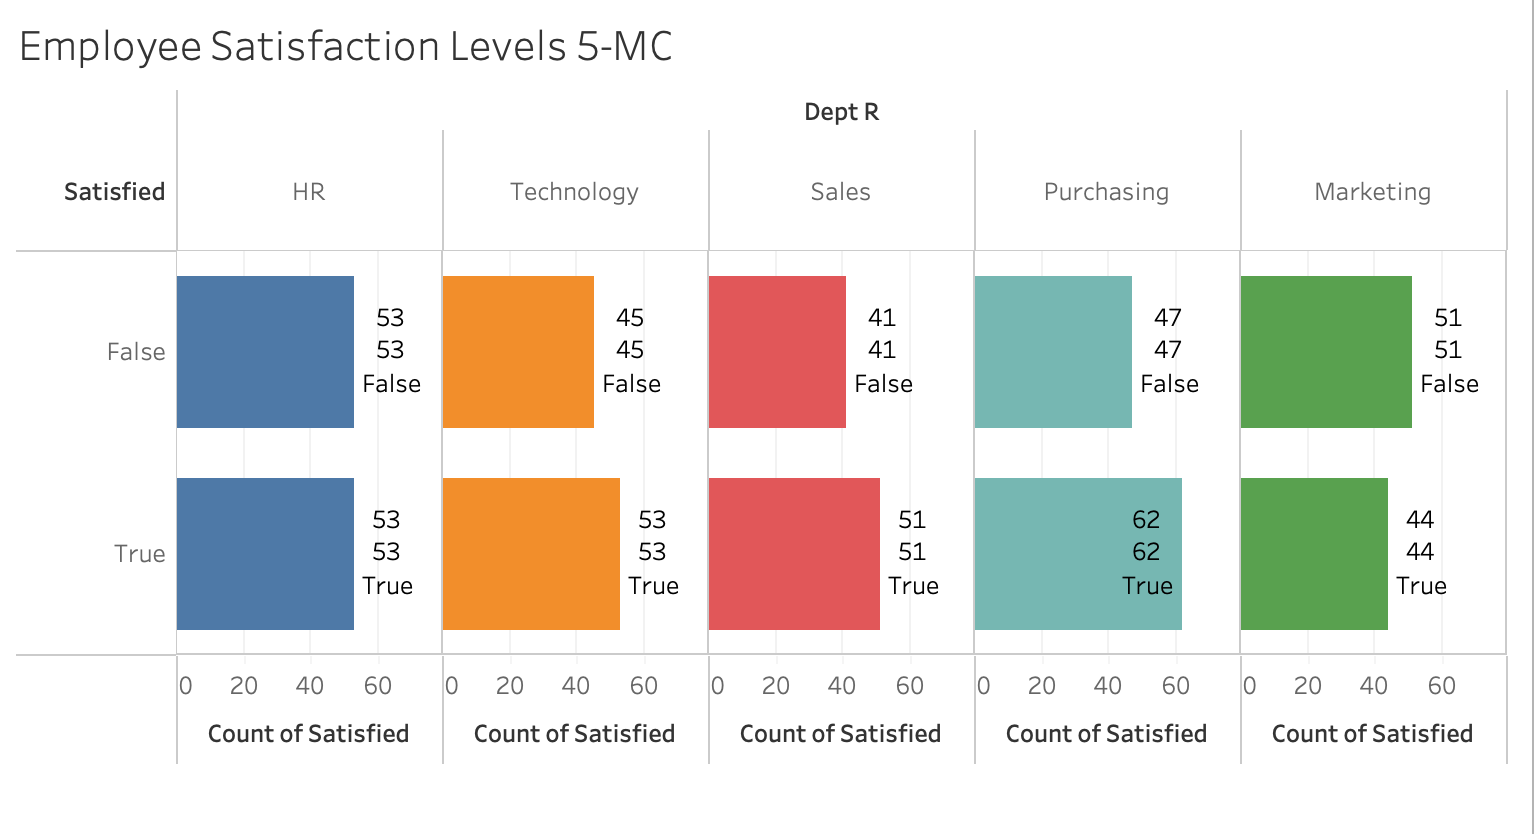 Employee Satisfaction Levels 5-MC
Dept R
Satisfied HR Technology Sales Purchasing Marketing
53 45 41 47 51
False 53 45 41 47 51
False False False False False
53 53 51 62 44
True 53 53 51 62 44
True True True True True
0 20 40 60 0 20 40 60 0 20 40 60 0 20 40 60 0 20 40 60
Count of Satisfied Count of Satisfied Count of Satisfied Count of Satisfied Count of Satisfied